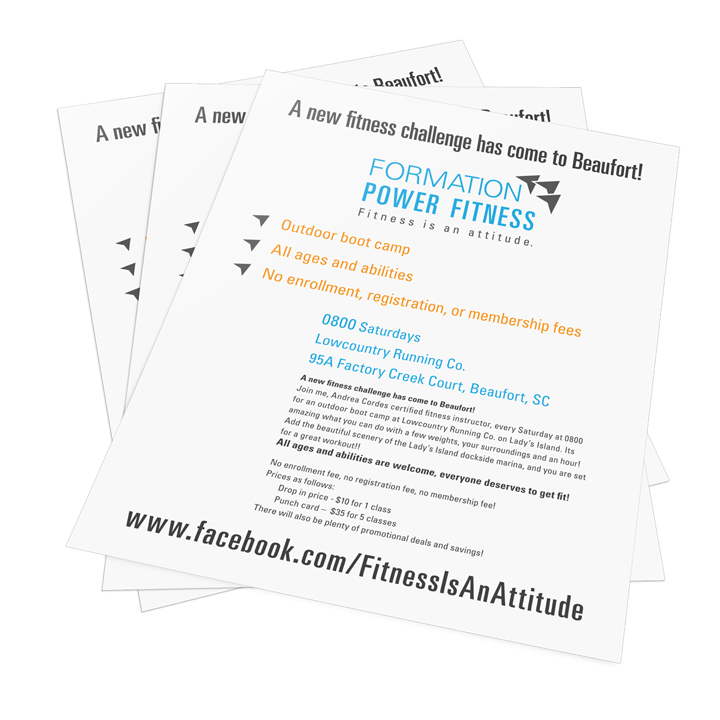 to Beaufort!
A new fi
A new
A new fitness challenge has come to Beaufort!
FORMATION
POWER FITNESS
Fitness is an attitude.
Outdoor boot camp
All ages and abilities
No enrollment, registration, or membership fees
0800 Saturdays
Lowcountry Running Co.
95A Factory Creek Court, Beaufort, SC
A new fitness challenge has come to Beaufort!
Join me, Andrea Cordes certified fitness instructor, every Saturday at 0800
for an outdoor boot camp at Lowcountry Running Co. on Lady's Island. Its
amazing what you can do with a few weights, your surroundings and an hour!
Add the beautiful scenery of the Lady's Island dockside marina, and you are set
for a great workout!!
All ages and abilities are welcome, everyone deserves to get fit!
No enrollment fee, no registration fee, no membership fee!
Prices as follows:
Drop in price - $10 for 1 class
Punch card – $35 for 5 classes
There will also be plenty of promotional deals and savings!
www.facebook.com/FitnessIsAnAttitude